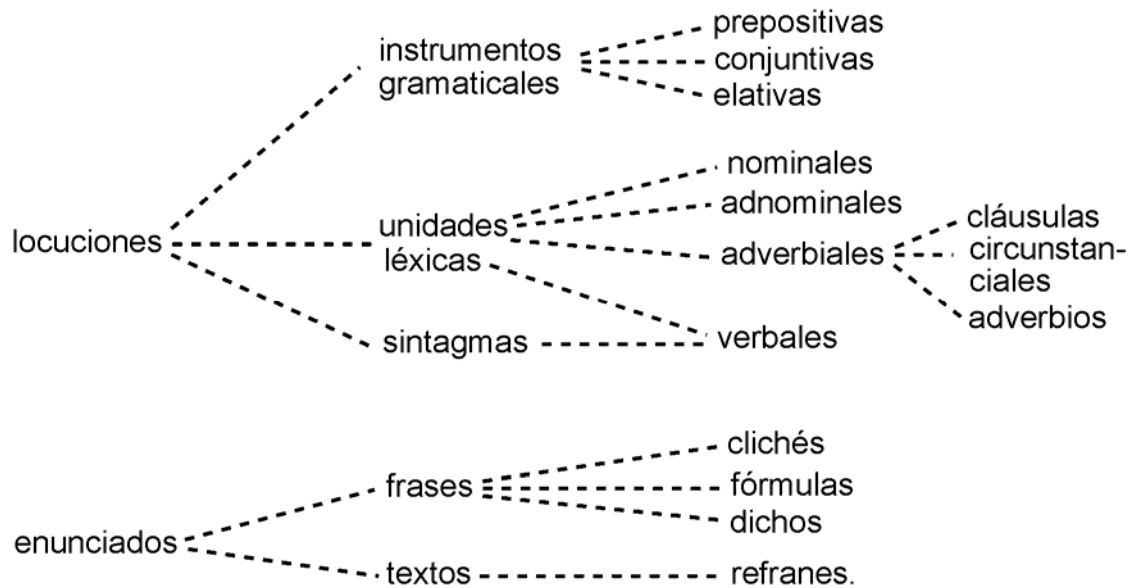 prepositivas
instrumentos
conjuntivas
gramaticales
elativas
nominales
adnominales
unidades
cláusulas
locuciones
léxicas
adverbiales
circunstan-
ciales
adverbios
sintagmas
verbales
clichés
frases
fórmulas
dichos
enunciados
textos
refranes.